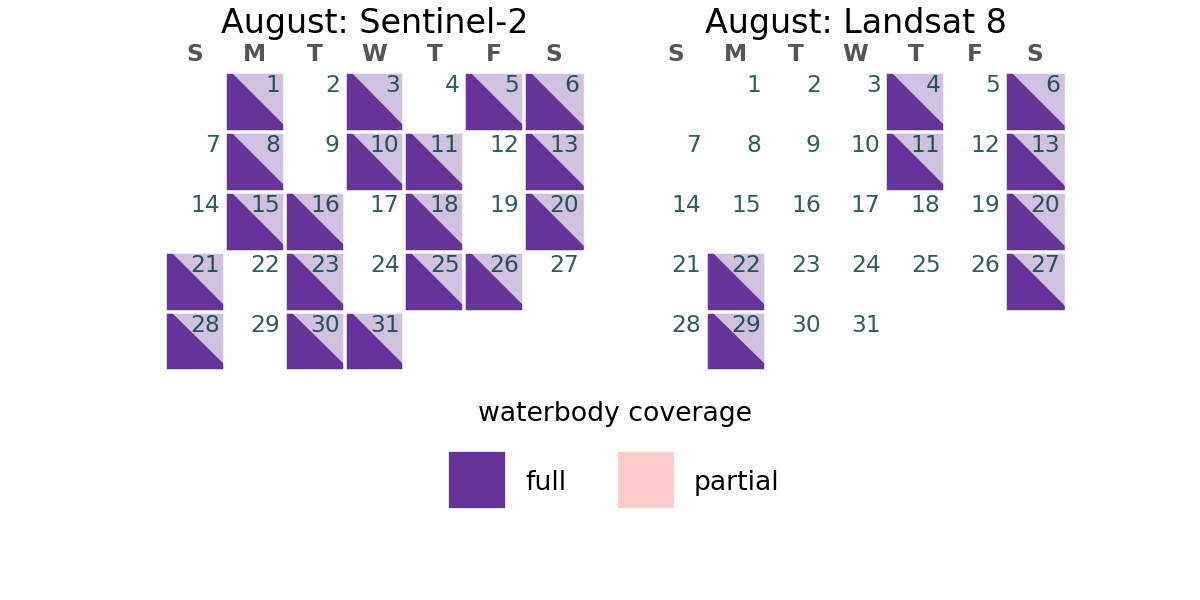 August: Sentinel-2
S M T W T F S
1 2 3 4 5 6
7 8 9 10 11 12 13
14 15 16 17 18 19 20
21 22 23 24 25 26 27
28 29 30 31
August: Landsat 8
S M T W T F S
1 2 3 4 5 6
7 8 9 10 11 12 13
14 15 16 17 18 19 20
21 22 23 24 25 26 27
28 29 30 31
waterbody coverage
full partial